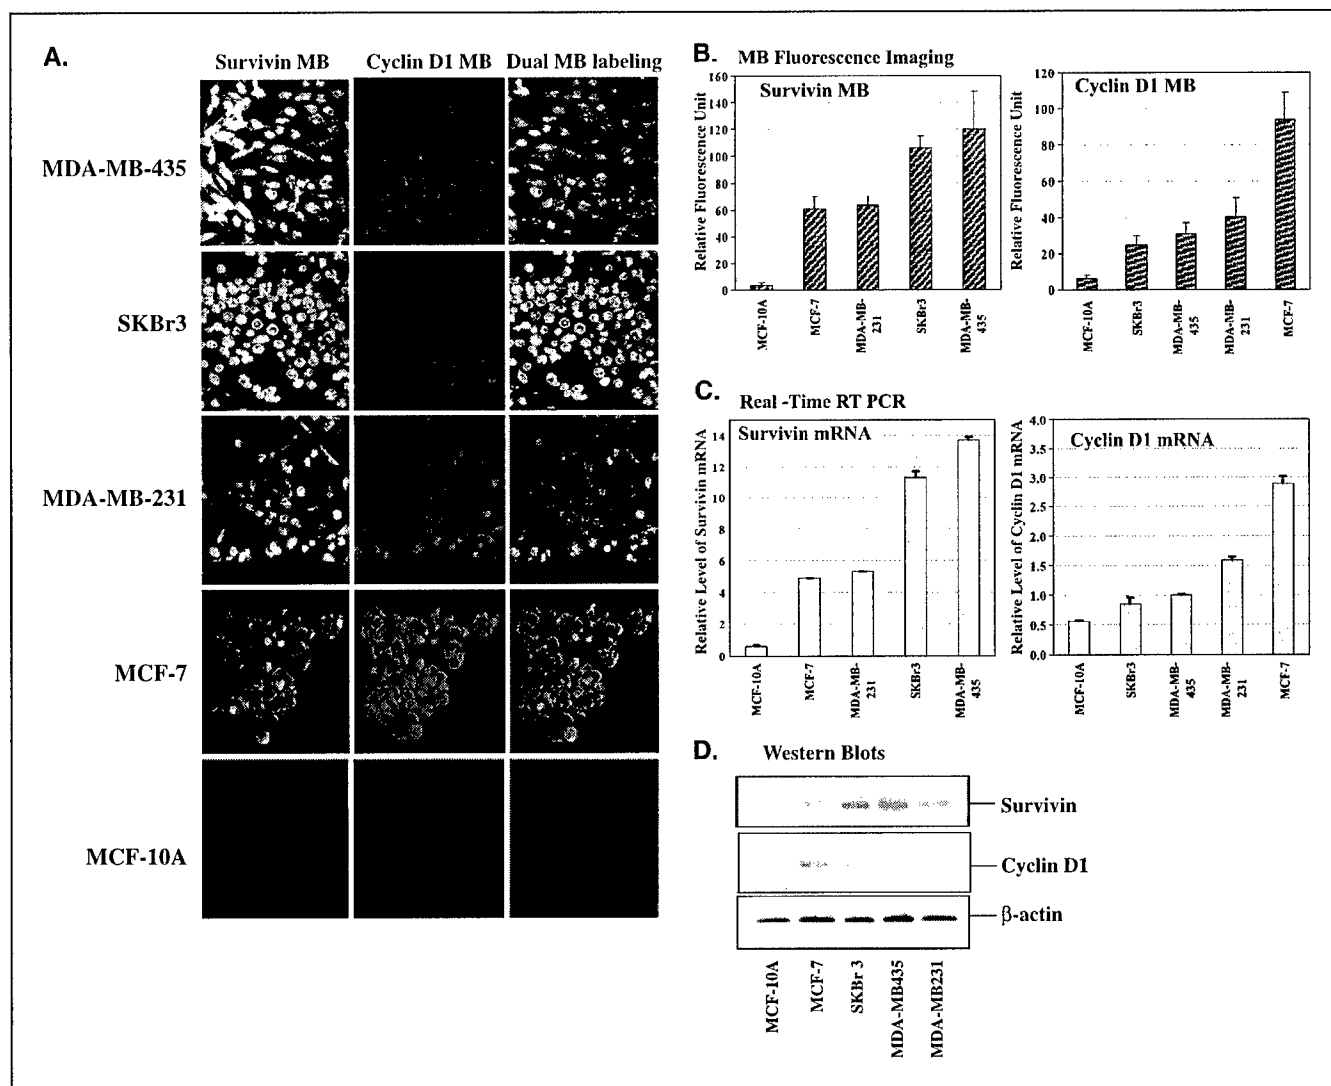 A.
Survivin MB
Cyclin D1 MB
Dual MB labeling
MDA-MB-435
SKBr3
MDA-MB-231
MCF-7
MCF-10A
B. MB Fluorescence Imaging
Survivin MB
Relative Fluorescence Unit
160
140
120
100
80
60
40
20
0
MCF-10A
MCF-7
MDA-MB-
231
SKBr3
MDA-MB-
435
Cyclin D1 MB
Relative Fluorescence Unit
120
100
80
60
40
20
0
MCF-10A
SKBr3
MDA-MB-
435
MDA-MB-
231
MCF-7
C. Real -Time RT PCR
Survivin mRNA
Relative Level of Survivin mRNA
14
12
10
8
6
4
2
0
MCF-10A
MCF-7
MDA-MB-
231
SKBr3
MDA-MB-
435
Cyclin D1 mRNA
Relative Level of Cyclin D1 mRNA
4.0
3.5
3.0
2.5
2.0
1.5
1.0
0.5
0.0
MCF-10A
SKBr3
MDA-MB-
435
MDA-MB-
231
MCF-7
D. Western Blots
Survivin
Cyclin D1
β-actin
MCF-10A
MCF-7
SKBr 3
MDA-MB435
MDA-MB231